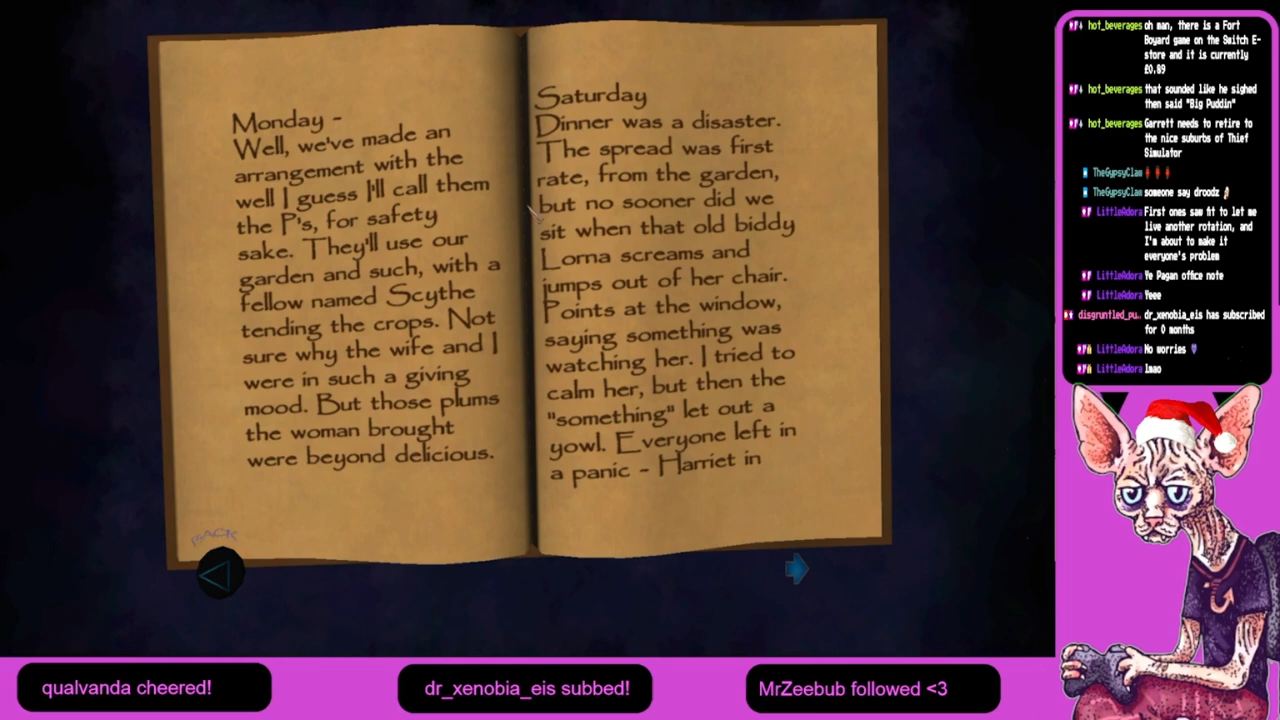 Monday -
Well, we've made an
arrangement with the
well I guess I'll call them
the P's, for safety
sake. They'll use our
garden and such, with a
fellow named Scythe
tending the crops. Not
sure why the wife and I
were in such a giving
mood. But those plums
the woman brought
were beyond delicious.
Saturday
Dinner was a disaster.
The spread was first
rate, from the garden,
but no sooner did we
sit when that old biddy
Lorna screams and
jumps out of her chair.
Points at the window,
saying something was
watching her. I tried to
calm her, but then the
"something" let out a
yowl. Everyone left in
a panic - Harriet in
BACK
hot_beverages oh man, there is a Fort
Boyard game on the Switch E-
store and it is currently
£0.89
hot_beverages that sounded like he sighed
then said "Big Puddin"
hot_beverages Garrett needs to retire to
the nice suburbs of Thief
Simulator
TheGypsyClaw
TheGypsyClaw someone say droodz
LittleAdora First ones saw fit to let me
live another rotation, and
I'm about to make it
everyone's problem
LittleAdora Ye Pagan office note
LittleAdora Yeee
disgruntled_pu.. dr_xenobia_eis has subscribed
for 0 months
LittleAdora No worries
LittleAdora lmao
qualvanda cheered!
dr_xenobia_eis subbed!
MrZeebub followed <3